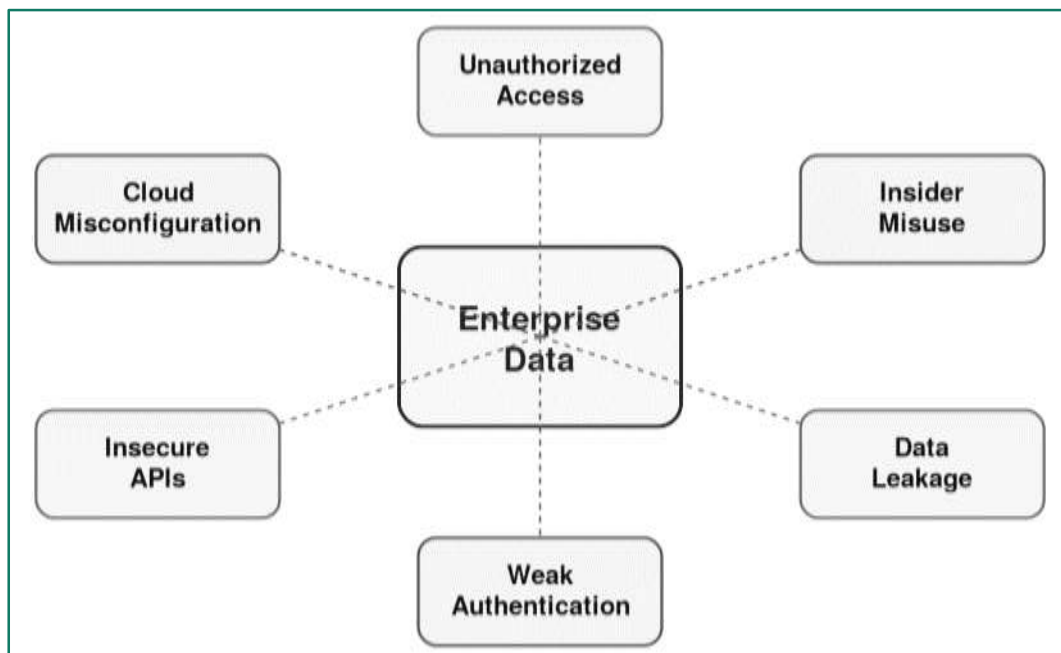 Unauthorized
Access
Cloud
Misconfiguration
Insider
Misuse
Enterprise
Data
Insecure
APIs
Data
Leakage
Weak
Authentication